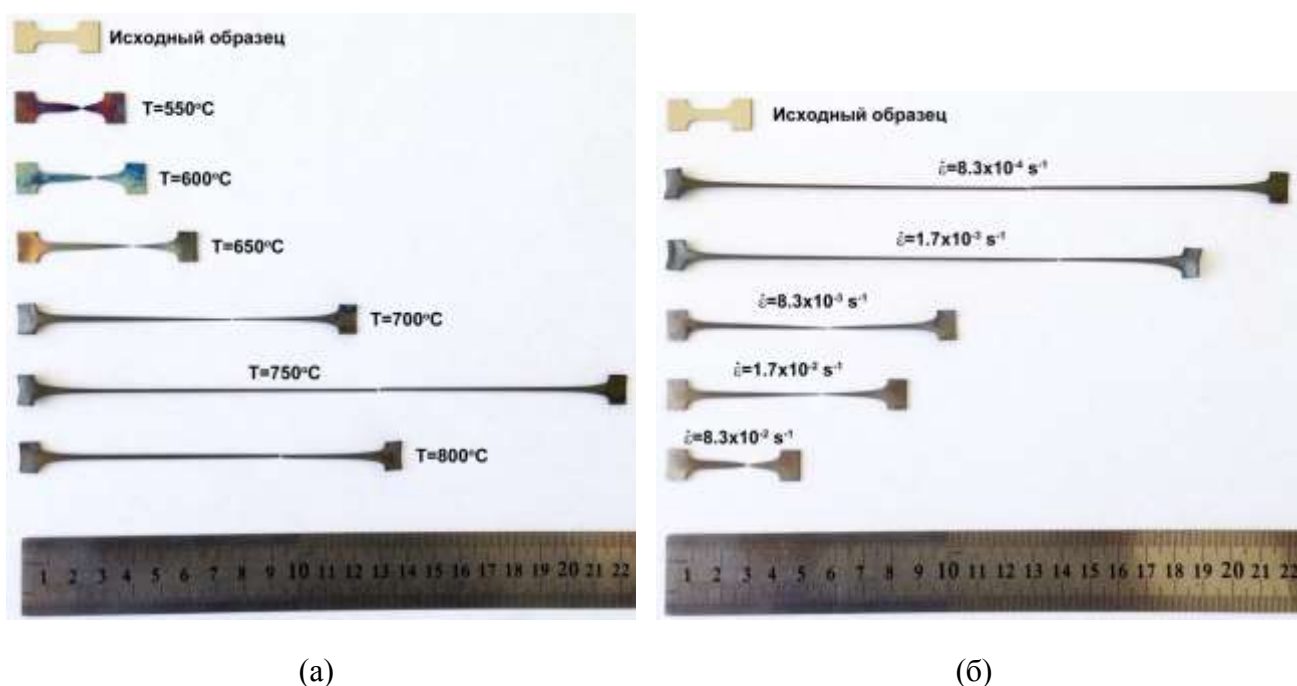 Исходный образец
T=550°C
T=600°C
T=650°C
T=700°C
T=750°C
T=800°C
1 2 3 4 5 6 7 8 9 10 11 12 13 14 15 16 17 18 19 20 21 22
(а)
Исходный образец
ε̇=8.3x10⁻⁴ s⁻¹
ε̇=1.7x10⁻³ s⁻¹
ε̇=8.3x10⁻³ s⁻¹
ε̇=1.7x10⁻² s⁻¹
ε̇=8.3x10⁻² s⁻¹
1 2 3 4 5 6 7 8 9 10 11 12 13 14 15 16 17 18 19 20 21 22
(б)